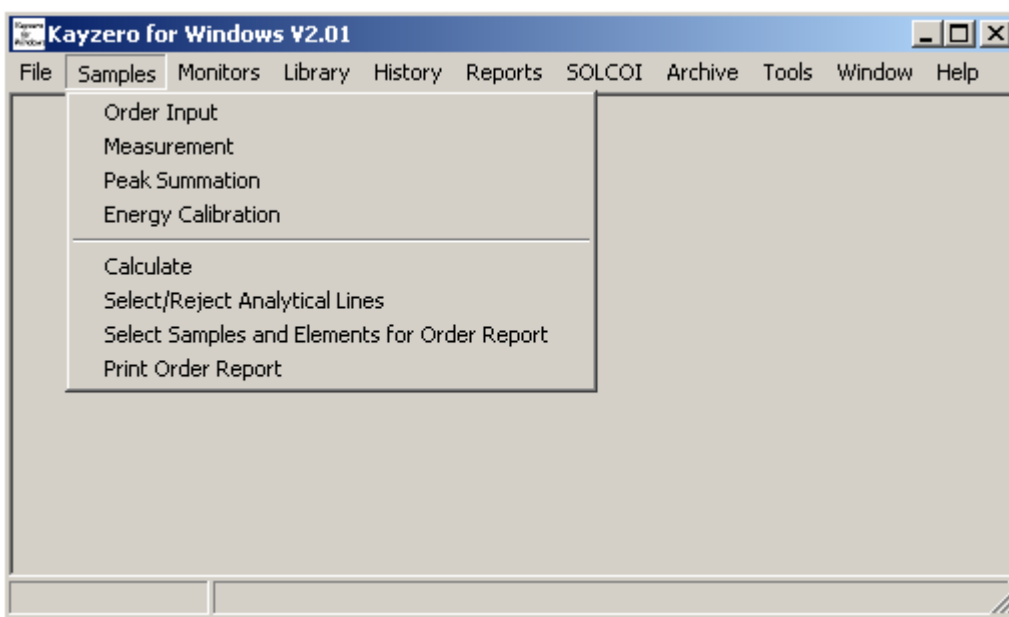 Kayzero for Windows V2.01
File Samples Monitors Library History Reports SOLCOI Archive Tools Window Help
Order Input
Measurement
Peak Summation
Energy Calibration
Calculate
Select/Reject Analytical Lines
Select Samples and Elements for Order Report
Print Order Report